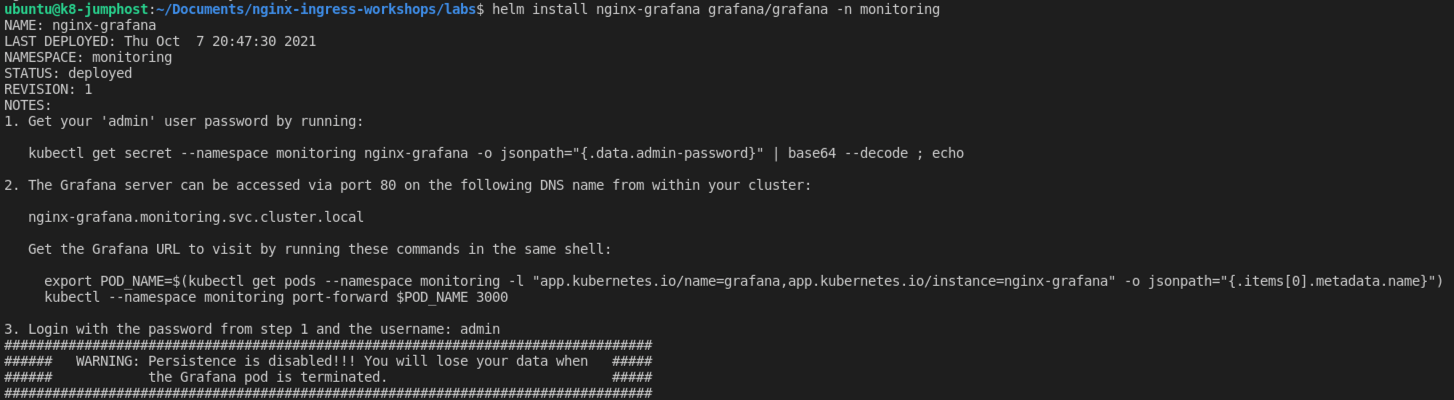 ubuntu@k8-jumphost:~/Documents/nginx-ingress-workshops/labs$ helm install nginx-grafana grafana/grafana -n monitoring
NAME: nginx-grafana
LAST DEPLOYED: Thu Oct  7 20:47:30 2021
NAMESPACE: monitoring
STATUS: deployed
REVISION: 1
NOTES:
1. Get your 'admin' user password by running:
   kubectl get secret --namespace monitoring nginx-grafana -o jsonpath="{.data.admin-password}" | base64 --decode ; echo
2. The Grafana server can be accessed via port 80 on the following DNS name from within your cluster:
   nginx-grafana.monitoring.svc.cluster.local
   Get the Grafana URL to visit by running these commands in the same shell:
     export POD_NAME=$(kubectl get pods --namespace monitoring -l "app.kubernetes.io/name=grafana,app.kubernetes.io/instance=nginx-grafana" -o jsonpath="{.items[0].metadata.name}")
     kubectl --namespace monitoring port-forward $POD_NAME 3000
3. Login with the password from step 1 and the username: admin
#################################################################################
######   WARNING: Persistence is disabled!!! You will lose your data when   #####
######            the Grafana pod is terminated.                            #####
#################################################################################